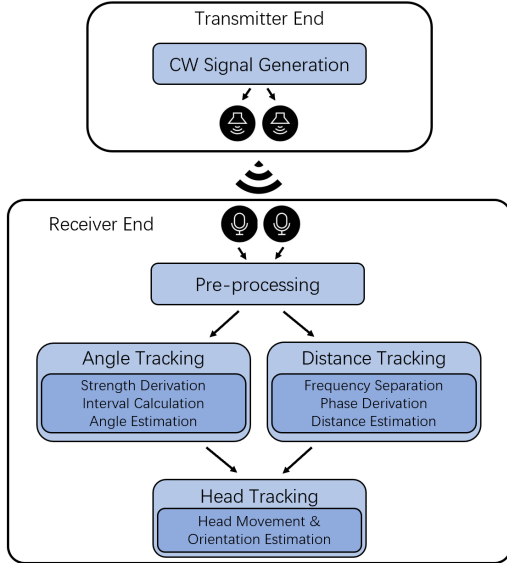 Transmitter End
CW Signal Generation
Receiver End
Pre-processing
Angle Tracking
Strength Derivation
Interval Calculation
Angle Estimation
Distance Tracking
Frequency Separation
Phase Derivation
Distance Estimation
Head Tracking
Head Movement &
Orientation Estimation